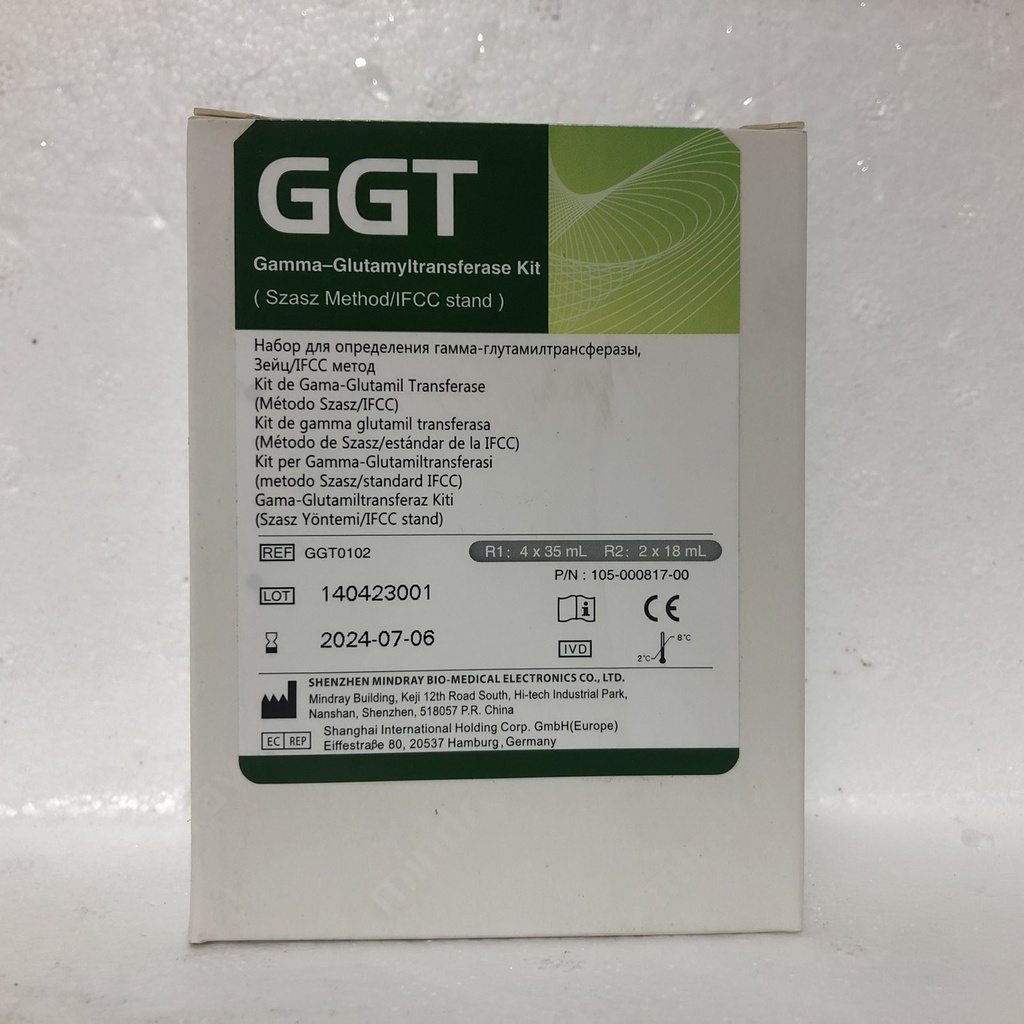 GGT
Gamma–Glutamyltransferase Kit
( Szasz Method/IFCC stand )
Набор для определения гамма-глутамилтрансферазы,
Зейц/IFCC метод
Kit de Gama-Glutamil Transferase
(Método Szasz/IFCC)
Kit de gamma glutamil transferasa
(Método de Szasz/estándar de la IFCC)
Kit per Gamma-Glutamiltransferasi
(metodo Szasz/standard IFCC)
Gama-Glutamiltransferaz Kiti
(Szasz Yöntemi/IFCC stand)
REF GGT0102
R1: 4 x 35 mL R2: 2 x 18 mL
P/N : 105-000817-00
LOT 140423001
CE
2024-07-06
IVD
2°C 8°C
SHENZHEN MINDRAY BIO-MEDICAL ELECTRONICS CO., LTD.
Mindray Building, Keji 12th Road South, Hi-tech Industrial Park,
Nanshan, Shenzhen, 518057 P.R. China
EC REP Shanghai International Holding Corp. GmbH(Europe)
Eiffestraße 80, 20537 Hamburg, Germany